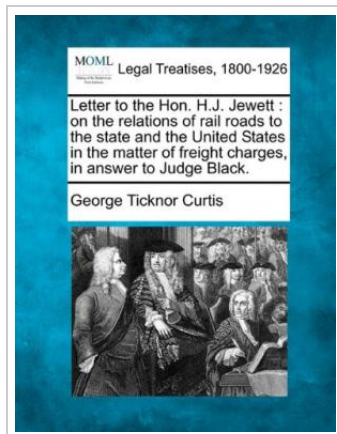 MOML
Legal Treatises, 1800-1926
Letter to the Hon. H.J. Jewett :
on the relations of rail roads to
the state and the United States
in the matter of freight charges,
in answer to Judge Black.
George Ticknor Curtis